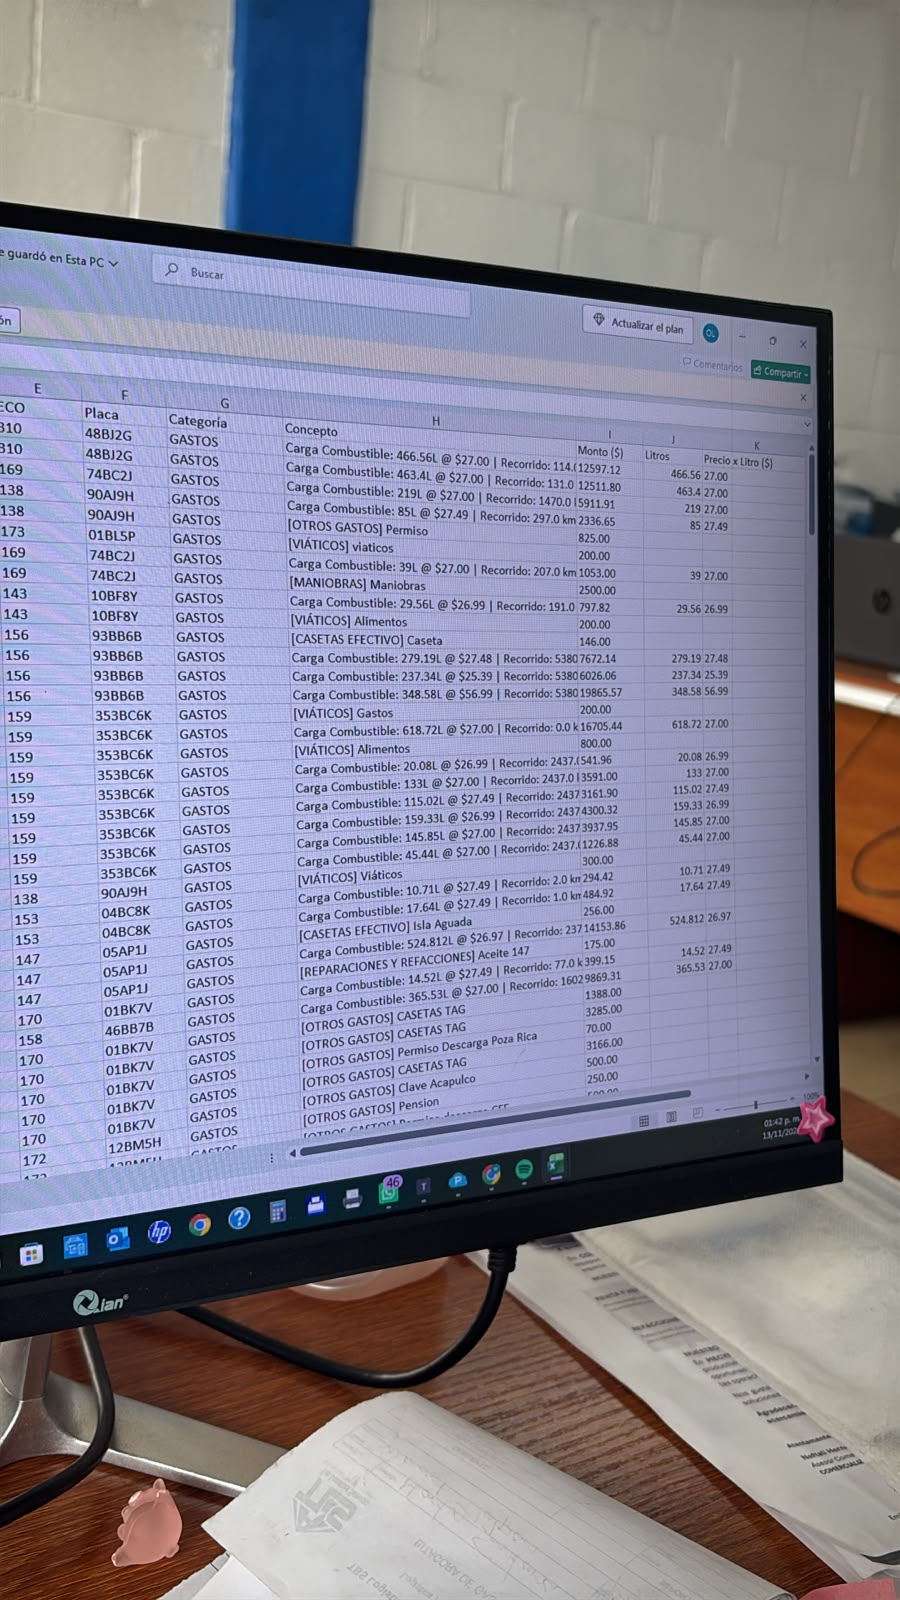 e guardó en Esta PC
Buscar
Actualizar el plan
OL
ón
Comentarios
Compartir
E F G H I J K
ECO Placa Categoría Concepto Monto ($) Litros Precio x Litro ($)
310 48BJ2G GASTOS Carga Combustible: 466.56L @ $27.00 | Recorrido: 114.( 12597.12 466.56 27.00
310 48BJ2G GASTOS Carga Combustible: 463.4L @ $27.00 | Recorrido: 131.0 12511.80 463.4 27.00
169 74BC2J GASTOS Carga Combustible: 219L @ $27.00 | Recorrido: 1470.0 | 5911.91 219 27.00
138 90AJ9H GASTOS Carga Combustible: 85L @ $27.49 | Recorrido: 297.0 km 2336.65 85 27.49
138 90AJ9H GASTOS [OTROS GASTOS] Permiso 825.00
173 01BL5P GASTOS [VIÁTICOS] viaticos 200.00
169 74BC2J GASTOS Carga Combustible: 39L @ $27.00 | Recorrido: 207.0 km 1053.00 39 27.00
169 74BC2J GASTOS [MANIOBRAS] Maniobras 2500.00
143 10BF8Y GASTOS Carga Combustible: 29.56L @ $26.99 | Recorrido: 191.0 797.82 29.56 26.99
143 10BF8Y GASTOS [VIÁTICOS] Alimentos 200.00
156 93BB6B GASTOS [CASETAS EFECTIVO] Caseta 146.00
156 93BB6B GASTOS Carga Combustible: 279.19L @ $27.48 | Recorrido: 5380 7672.14 279.19 27.48
156 93BB6B GASTOS Carga Combustible: 237.34L @ $25.39 | Recorrido: 5380 6026.06 237.34 25.39
156 93BB6B GASTOS Carga Combustible: 348.58L @ $56.99 | Recorrido: 5380 19865.57 348.58 56.99
159 353BC6K GASTOS [VIÁTICOS] Gastos 200.00
159 353BC6K GASTOS Carga Combustible: 618.72L @ $27.00 | Recorrido: 0.0 k 16705.44 618.72 27.00
159 353BC6K GASTOS [VIÁTICOS] Alimentos 800.00
159 353BC6K GASTOS Carga Combustible: 20.08L @ $26.99 | Recorrido: 2437.( 541.96 20.08 26.99
159 353BC6K GASTOS Carga Combustible: 133L @ $27.00 | Recorrido: 2437.0 | 3591.00 133 27.00
159 353BC6K GASTOS Carga Combustible: 115.02L @ $27.49 | Recorrido: 2437 3161.90 115.02 27.49
159 353BC6K GASTOS Carga Combustible: 159.33L @ $26.99 | Recorrido: 2437 4300.32 159.33 26.99
159 353BC6K GASTOS Carga Combustible: 145.85L @ $27.00 | Recorrido: 2437 3937.95 145.85 27.00
159 353BC6K GASTOS Carga Combustible: 45.44L @ $27.00 | Recorrido: 2437.( 1226.88 45.44 27.00
138 90AJ9H GASTOS [VIÁTICOS] Viáticos 300.00
153 04BC8K GASTOS Carga Combustible: 10.71L @ $27.49 | Recorrido: 2.0 km 294.42 10.71 27.49
153 04BC8K GASTOS Carga Combustible: 17.64L @ $27.49 | Recorrido: 1.0 km 484.92 17.64 27.49
147 05AP1J GASTOS [CASETAS EFECTIVO] Isla Aguada 256.00
147 05AP1J GASTOS Carga Combustible: 524.812L @ $26.97 | Recorrido: 237 14153.86 524.812 26.97
147 05AP1J GASTOS [REPARACIONES Y REFACCIONES] Aceite 147 175.00
170 01BK7V GASTOS Carga Combustible: 14.52L @ $27.49 | Recorrido: 77.0 k 399.15 14.52 27.49
158 46BB7B GASTOS Carga Combustible: 365.53L @ $27.00 | Recorrido: 1602 9869.31 365.53 27.00
170 01BK7V GASTOS [OTROS GASTOS] CASETAS TAG 1388.00
170 01BK7V GASTOS [OTROS GASTOS] CASETAS TAG 3285.00
170 01BK7V GASTOS [OTROS GASTOS] Permiso Descarga Poza Rica 70.00
170 01BK7V GASTOS [OTROS GASTOS] CASETAS TAG 3166.00
170 01BK7V GASTOS [OTROS GASTOS] Clave Acapulco 500.00
172 12BM5H GASTOS [OTROS GASTOS] Pension 250.00
100%
01:42 p. m.
13/11/202
46
hp
Qian